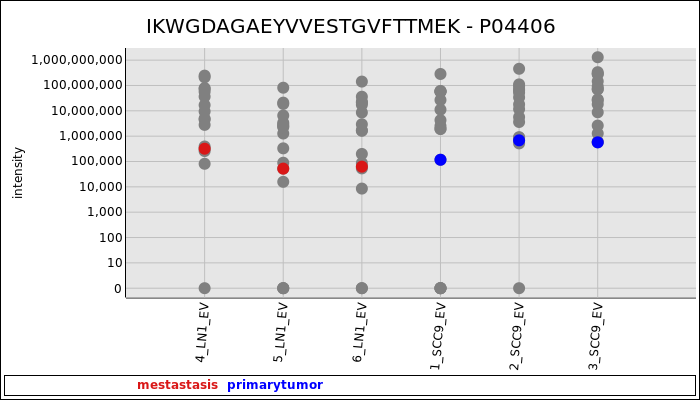 IKWGDAGAEYVVESTGVFTTMEK - P04406
1,000,000,000
100,000,000
10,000,000
1,000,000
100,000
10,000
1,000
100
10
0
intensity
4_LN1_EV
5_LN1_EV
6_LN1_EV
1_SCC9_EV
2_SCC9_EV
3_SCC9_EV
mestastasis primarytumor